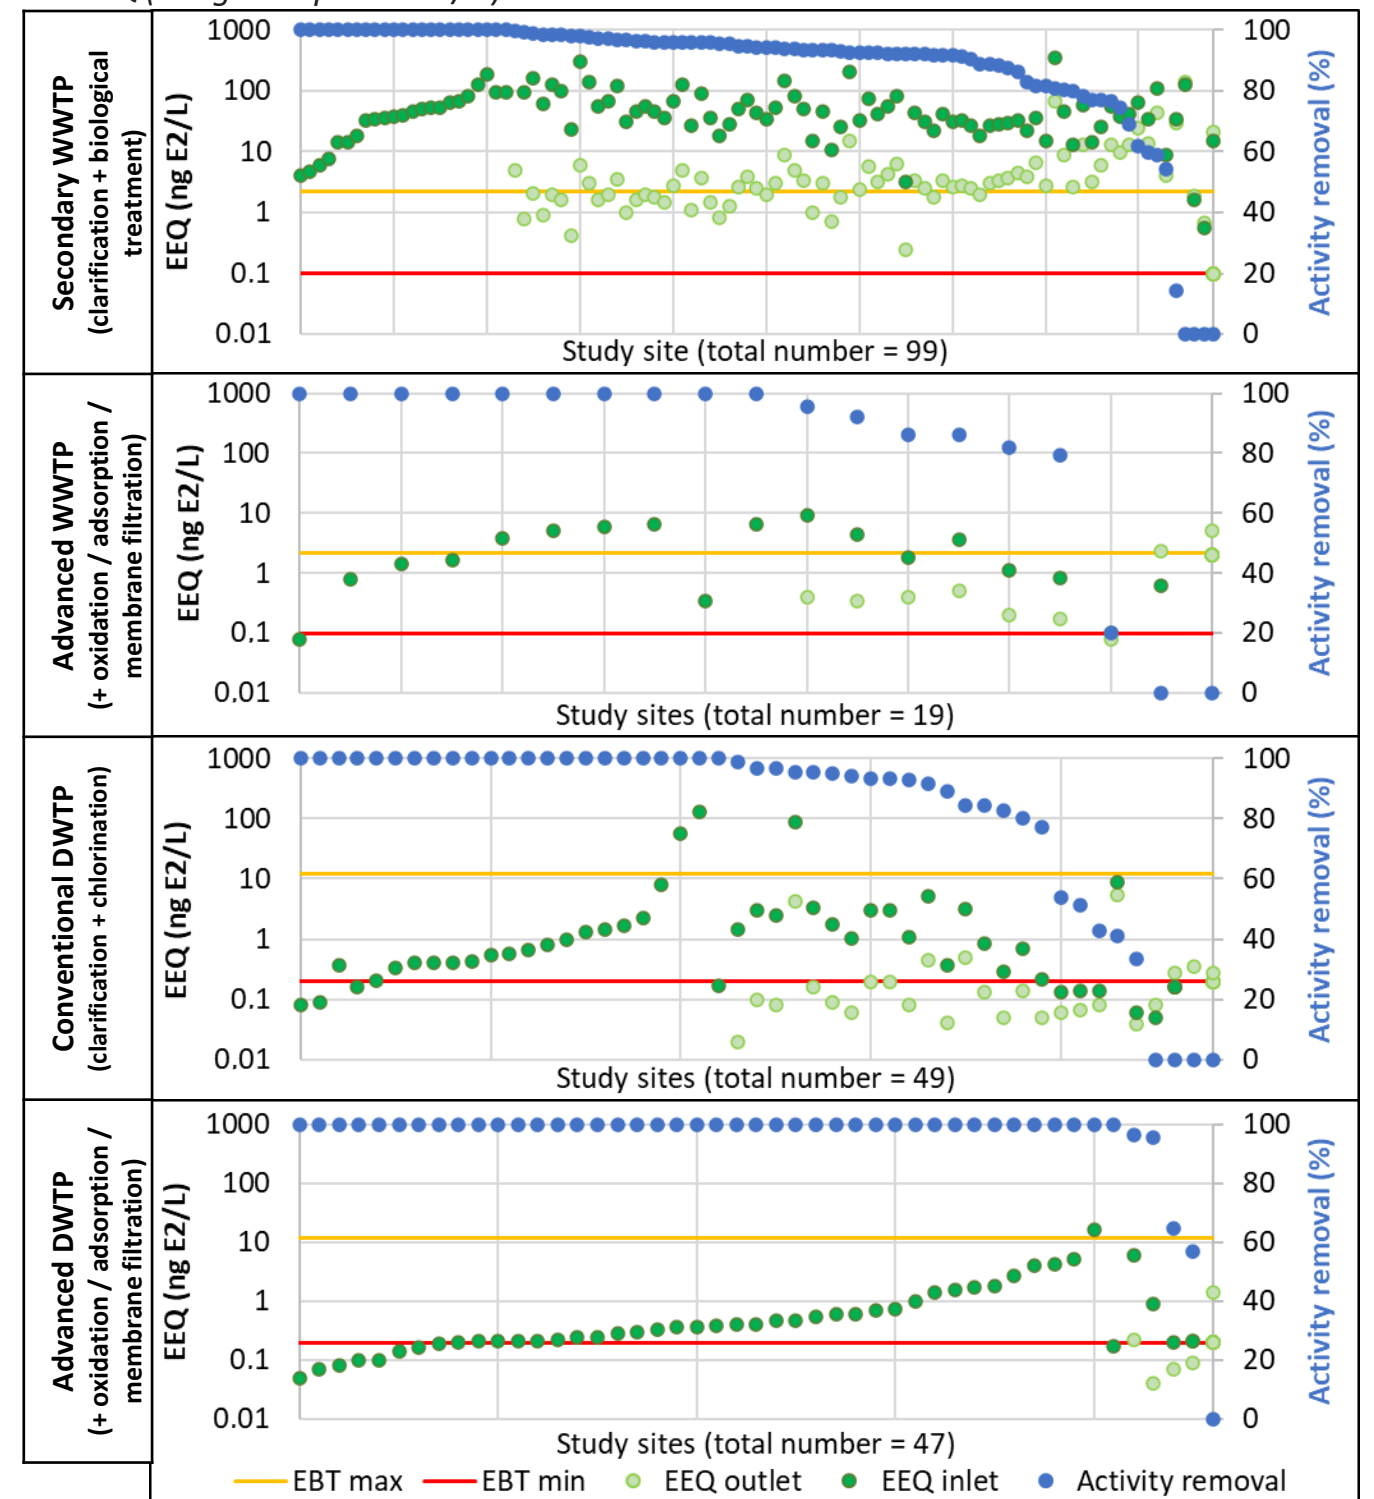 Secondary WWTP
(clarification + biological
treatment)
EEQ (ng E2/L)
1000
100
10
1
0.1
0.01
100
80
60
40
20
0
Activity removal (%)
Study site (total number = 99)
Advanced WWTP
(+ oxidation / adsorption /
membrane filtration)
EEQ (ng E2/L)
1000
100
10
1
0.1
0,01
100
80
60
40
20
0
Activity removal (%)
Study sites (total number = 19)
Conventional DWTP
(clarification + chlorination)
EEQ (ng E2/L)
1000
100
10
1
0.1
0.01
100
80
60
40
20
0
Activity removal (%)
Study sites (total number = 49)
Advanced DWTP
(+ oxidation / adsorption /
membrane filtration)
EEQ (ng E2/L)
1000
100
10
1
0.1
0.01
100
80
60
40
20
0
Activity removal (%)
Study sites (total number = 47)
EBT max EBT min EEQ outlet EEQ inlet Activity removal